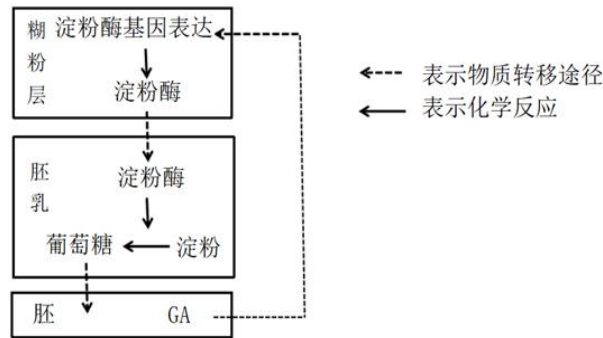 糊粉层
淀粉酶基因表达
淀粉酶
表示物质转移途径
表示化学反应
胚乳
淀粉酶
葡萄糖
淀粉
胚
GA